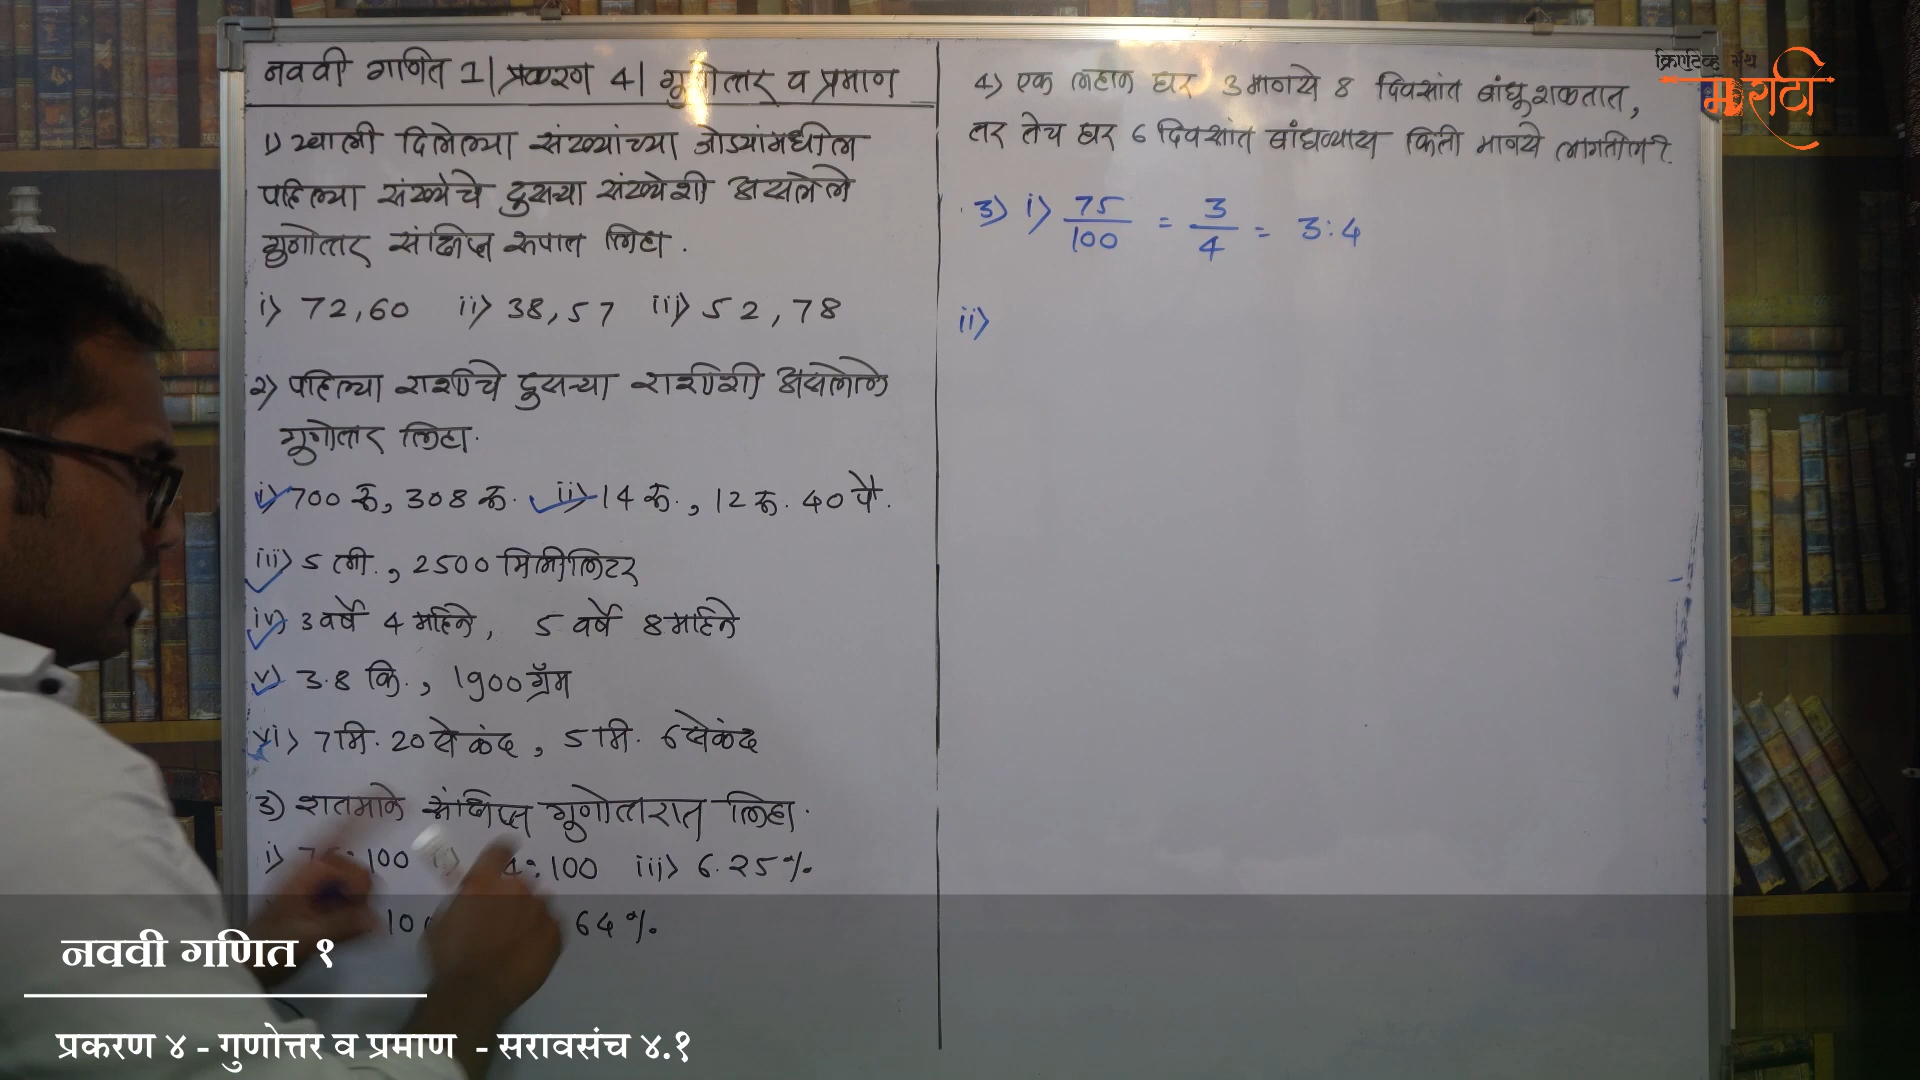 नववी गणित 1 | प्रकरण 4 | गुणोत्तर व प्रमाण
1) खाली दिलेल्या संख्यांच्या जोड्यांमधील
पहिल्या संख्येचे दुसऱ्या संख्येशी असलेले
गुणोत्तर संक्षिप्त रूपात लिहा.
i) 72,60 ii) 38,57 iii) 52,78
२) पहिल्या राशीचे दुसऱ्या राशीशी असलेले
गुणोत्तर लिहा.
i) 700 रू, 308 रू. ii) 14 रू., 12 रू. 40 पै.
iii) 5 ली., 2500 मिमीलिटर
iv) 3 वर्षे 4 महिने, 5 वर्षे 8 महिने
v) 3.8 कि., 1900 ग्रॅम
vi) 7 मि. 20 सेकंद, 5 मि. 6 सेकंद
3) शतमाने संक्षिप्त गुणोत्तरात लिहा.
i) 75:100 4:100 iii) 6.25%
64%
4) एक लहान घर 3 माणसे 8 दिवसांत बांधू शकतात,
तर तेच घर 6 दिवसांत बांधण्यास किती माणसे लागतील?
3) i) 75/100 = 3/4 = 3:4
ii)
क्रिएटिव्ह मॅथ
मराठी
नववी गणित १
प्रकरण ४ - गुणोत्तर व प्रमाण - सरावसंच ४.१